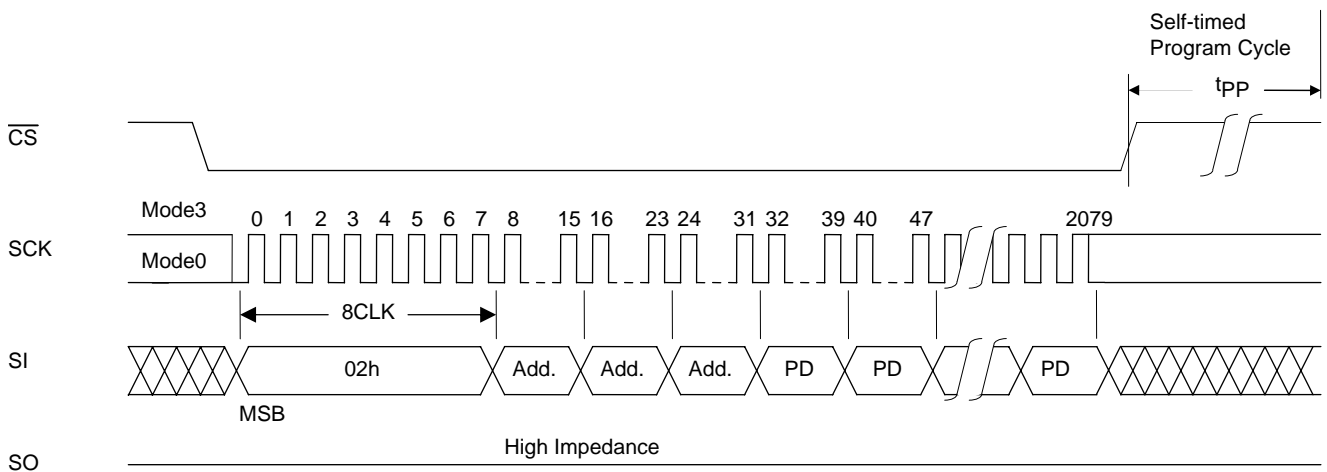 Self-timed
Program Cycle
tPP
CS
Mode3
0 1 2 3 4 5 6 7 8 15 16 23 24 31 32 39 40 47 2079
SCK
Mode0
8CLK
SI
02h Add. Add. Add. PD PD PD
MSB
High Impedance
SO